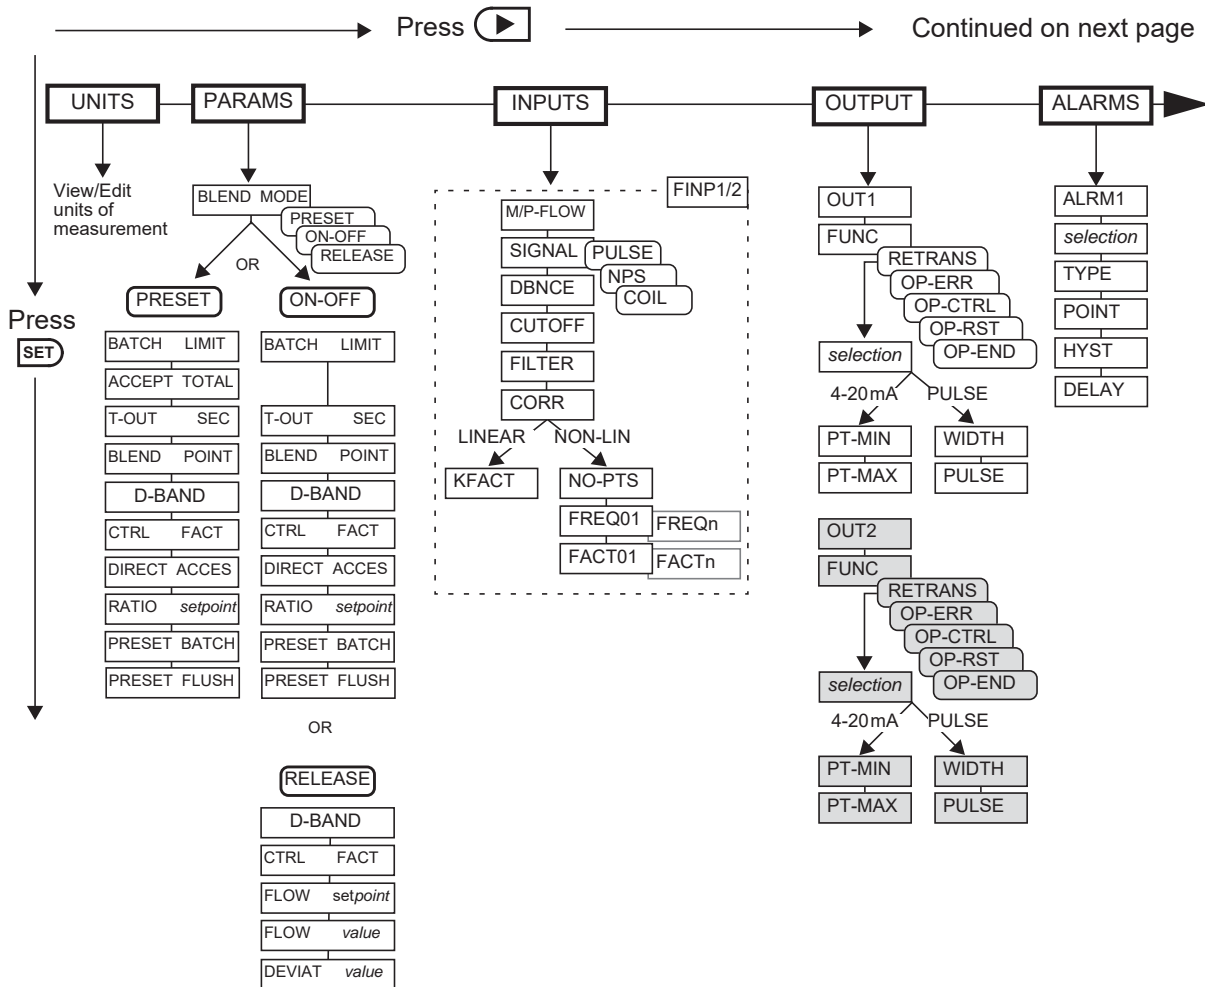 Press
Continued on next page
UNITS
PARAMS
INPUTS
OUTPUT
ALARMS
View/Edit
units of
measurement
Press
SET
BLEND MODE
PRESET
ON-OFF
RELEASE
OR
PRESET
BATCH LIMIT
ACCEPT TOTAL
T-OUT SEC
BLEND POINT
D-BAND
CTRL FACT
DIRECT ACCES
RATIO setpoint
PRESET BATCH
PRESET FLUSH
ON-OFF
BATCH LIMIT
T-OUT SEC
BLEND POINT
D-BAND
CTRL FACT
DIRECT ACCES
RATIO setpoint
PRESET BATCH
PRESET FLUSH
OR
RELEASE
D-BAND
CTRL FACT
FLOW setpoint
FLOW value
DEVIAT value
FINP1/2
M/P-FLOW
SIGNAL
PULSE
NPS
COIL
DBNCE
CUTOFF
FILTER
CORR
LINEAR
NON-LIN
KFACT
NO-PTS
FREQ01
FREQn
FACT01
FACTn
OUT1
FUNC
RETRANS
OP-ERR
OP-CTRL
OP-RST
OP-END
selection
4-20mA
PULSE
PT-MIN
PT-MAX
WIDTH
PULSE
OUT2
FUNC
RETRANS
OP-ERR
OP-CTRL
OP-RST
OP-END
selection
4-20mA
PULSE
PT-MIN
PT-MAX
WIDTH
PULSE
ALRM1
selection
TYPE
POINT
HYST
DELAY